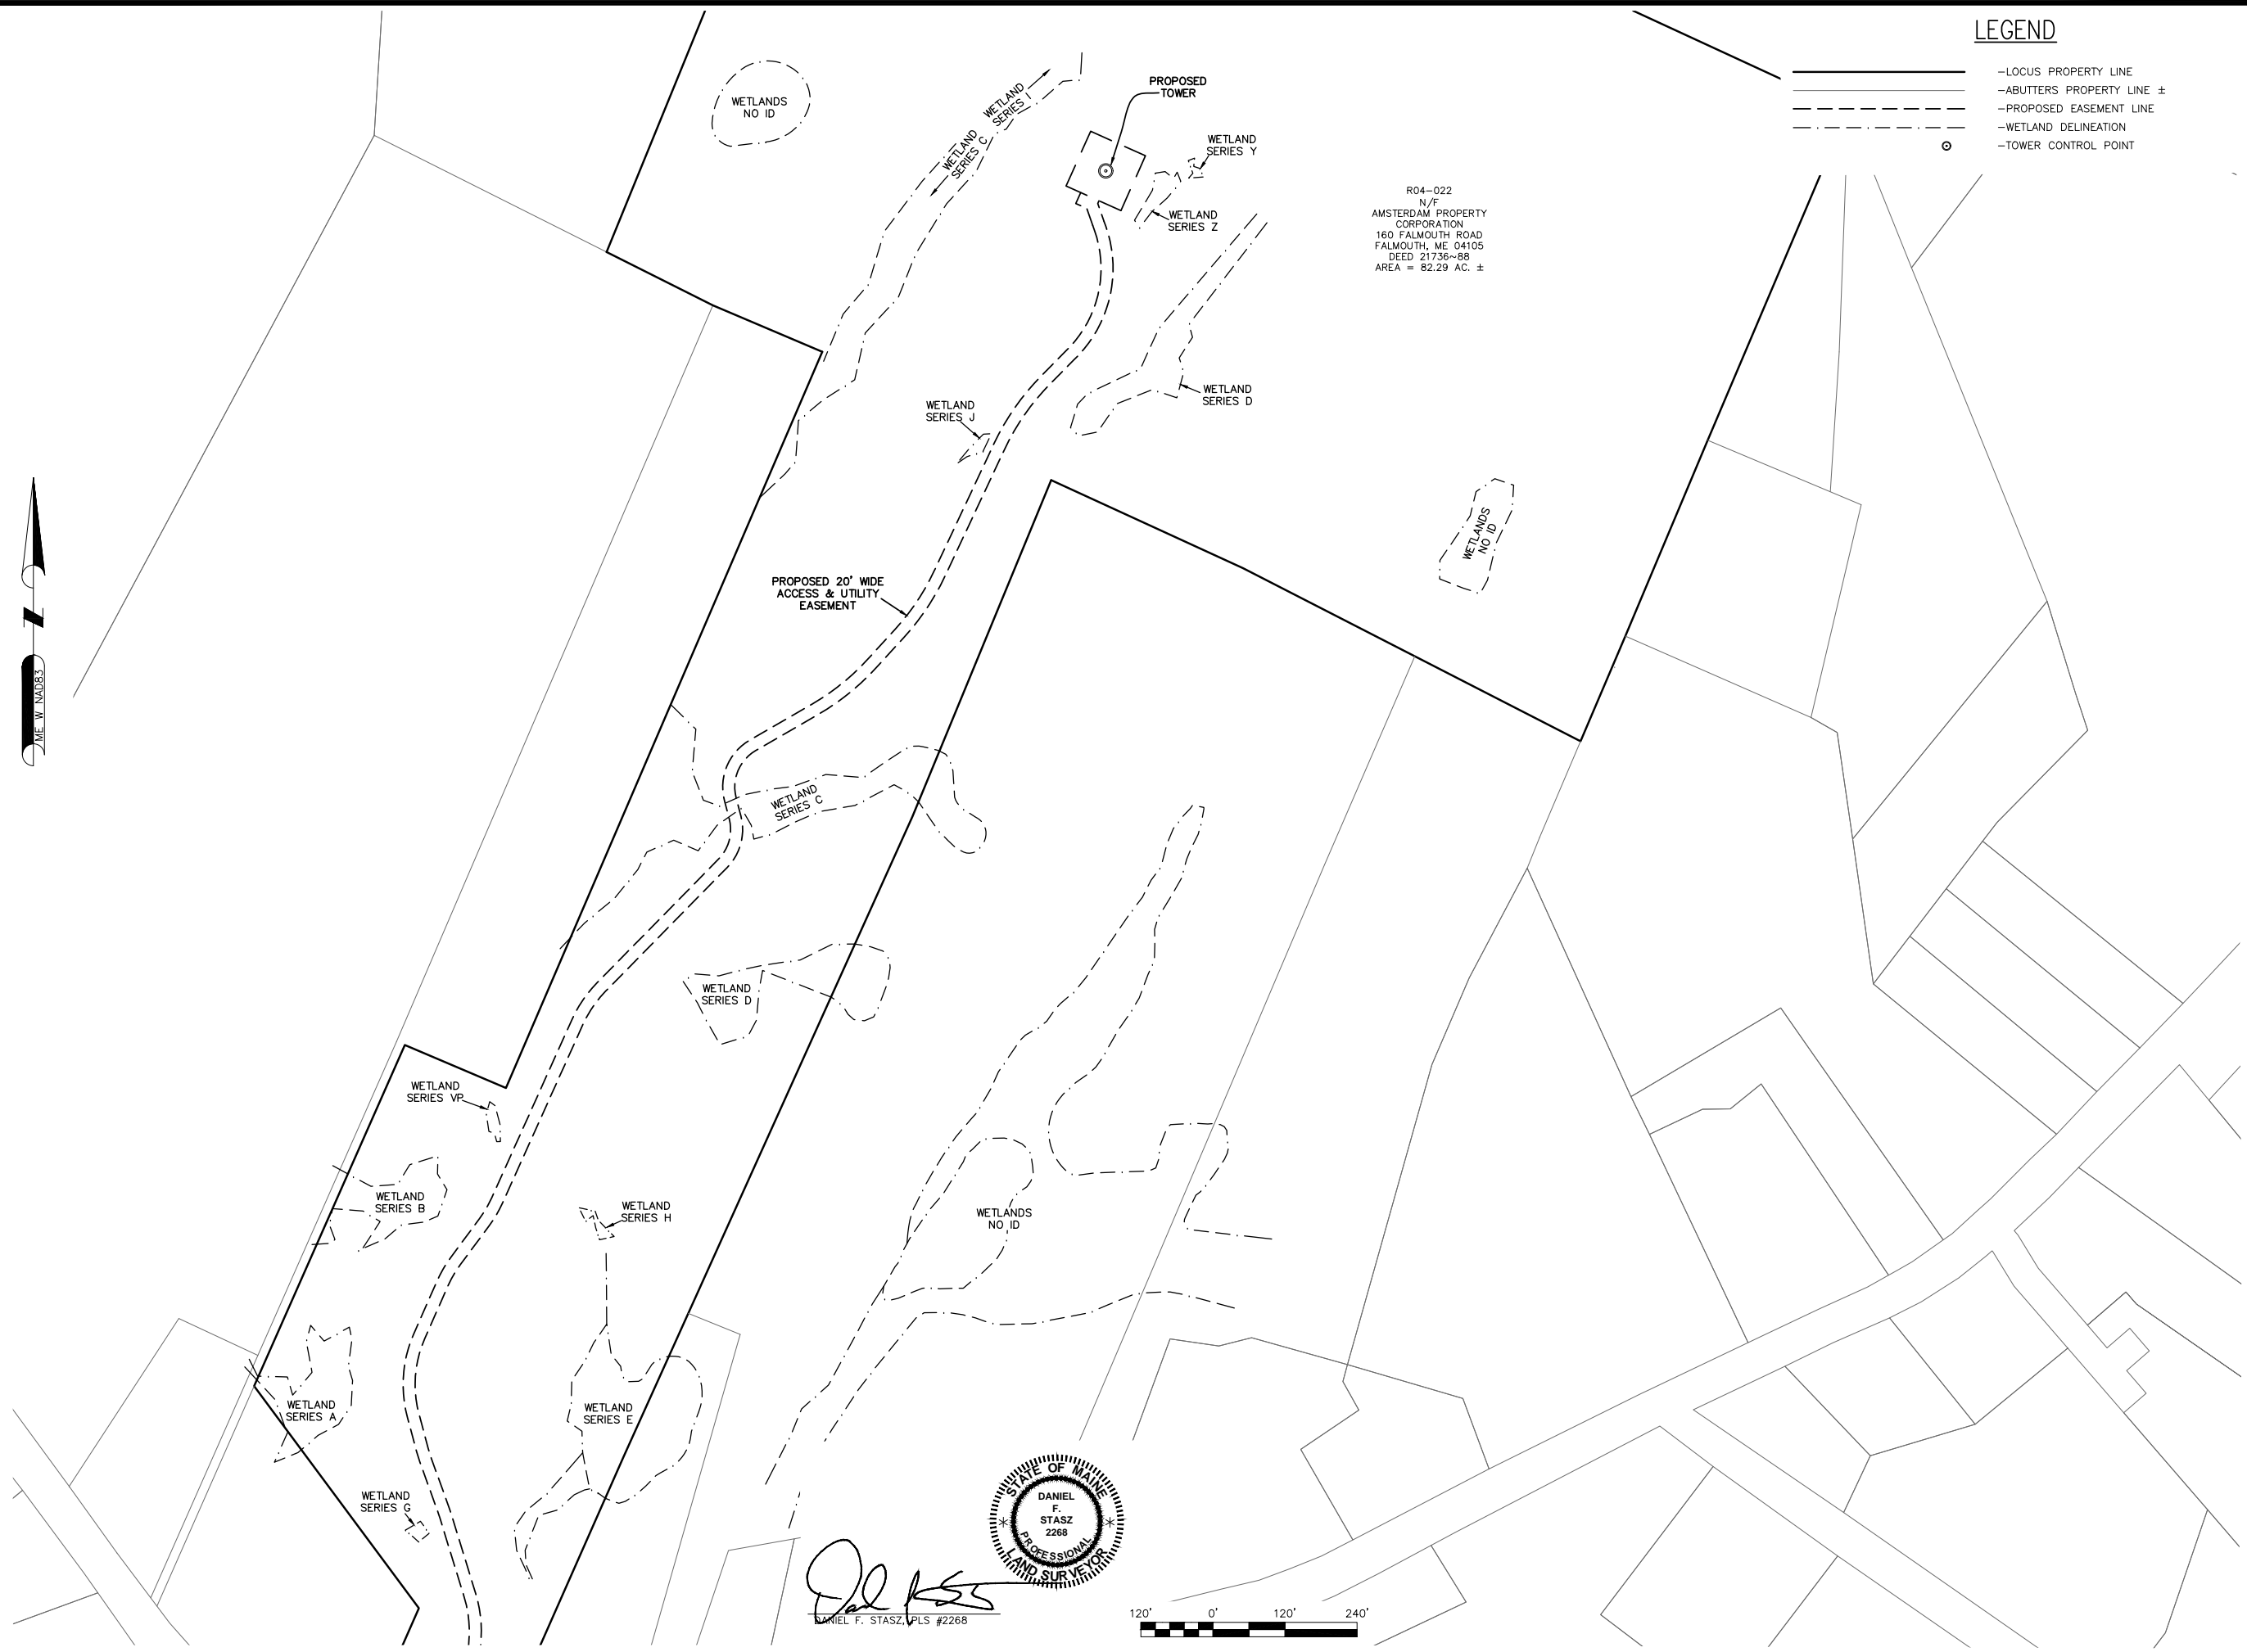 LEGEND
-LOCUS PROPERTY LINE
-ABUTTERS PROPERTY LINE ±
-PROPOSED EASEMENT LINE
-WETLAND DELINEATION
-TOWER CONTROL POINT
WETLANDS
NO ID
WETLAND
SERIES I
WETLAND
SERIES C
PROPOSED
TOWER
WETLAND
SERIES Y
WETLAND
SERIES Z
R04-022
N/F
AMSTERDAM PROPERTY
CORPORATION
160 FALMOUTH ROAD
FALMOUTH, ME 04105
DEED 21736~88
AREA = 82.29 AC. ±
WETLAND
SERIES D
WETLAND
SERIES J
WETLANDS
NO ID
PROPOSED 20' WIDE
ACCESS & UTILITY
EASEMENT
N
ME W NAD83
WETLAND
SERIES C
WETLAND
SERIES D
WETLAND
SERIES VP
WETLAND
SERIES B
WETLAND
SERIES H
WETLANDS
NO ID
WETLAND
SERIES A
WETLAND
SERIES E
WETLAND
SERIES G
STATE OF MAINE
DANIEL
F.
STASZ
2268
PROFESSIONAL
LAND SURVEYOR
DANIEL F. STASZ, PLS #2268
120' 0' 120' 240'